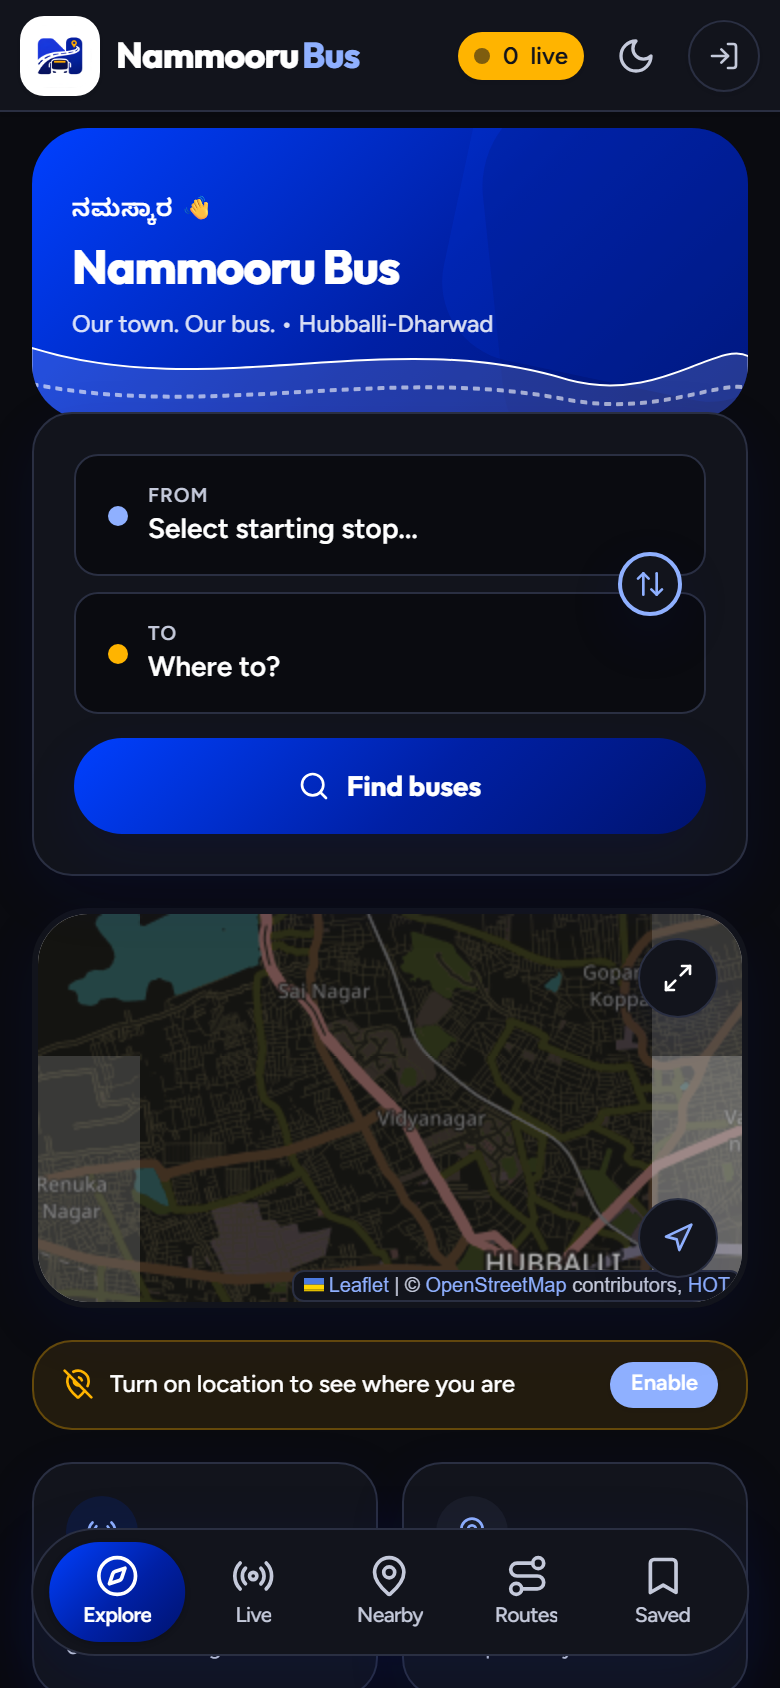 Nammooru Bus
0 live
ನಮಸ್ಕಾರ 👋
Nammooru Bus
Our town. Our bus. • Hubballi-Dharwad
FROM
Select starting stop...
TO
Where to?
Find buses
Sai Nagar
Vidyanagar
Renuka
Nagar
HUBBALLI
Leaflet | © OpenStreetMap contributors, HOT
Turn on location to see where you are
Enable
Explore
Live
Nearby
Routes
Saved